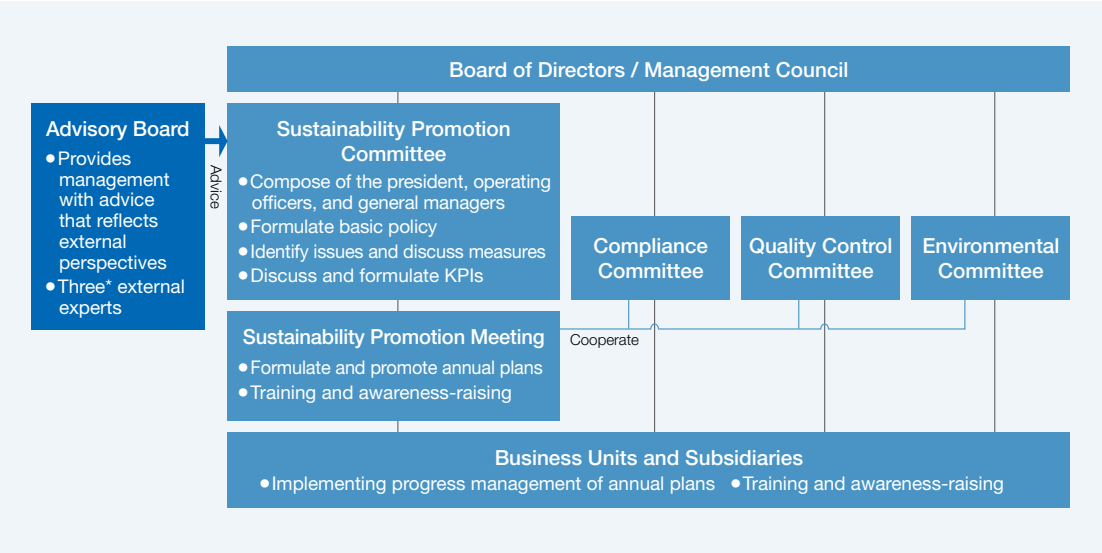 Board of Directors / Management Council
Advisory Board
●Provides
management
with advice
that reflects
external
perspectives
●Three* external
experts
Advice
Sustainability Promotion
Committee
●Compose of the president, operating
officers, and general managers
●Formulate basic policy
●Identify issues and discuss measures
●Discuss and formulate KPIs
Compliance
Committee
Quality Control
Committee
Environmental
Committee
Sustainability Promotion Meeting
●Formulate and promote annual plans
●Training and awareness-raising
Cooperate
Business Units and Subsidiaries
●Implementing progress management of annual plans ●Training and awareness-raising